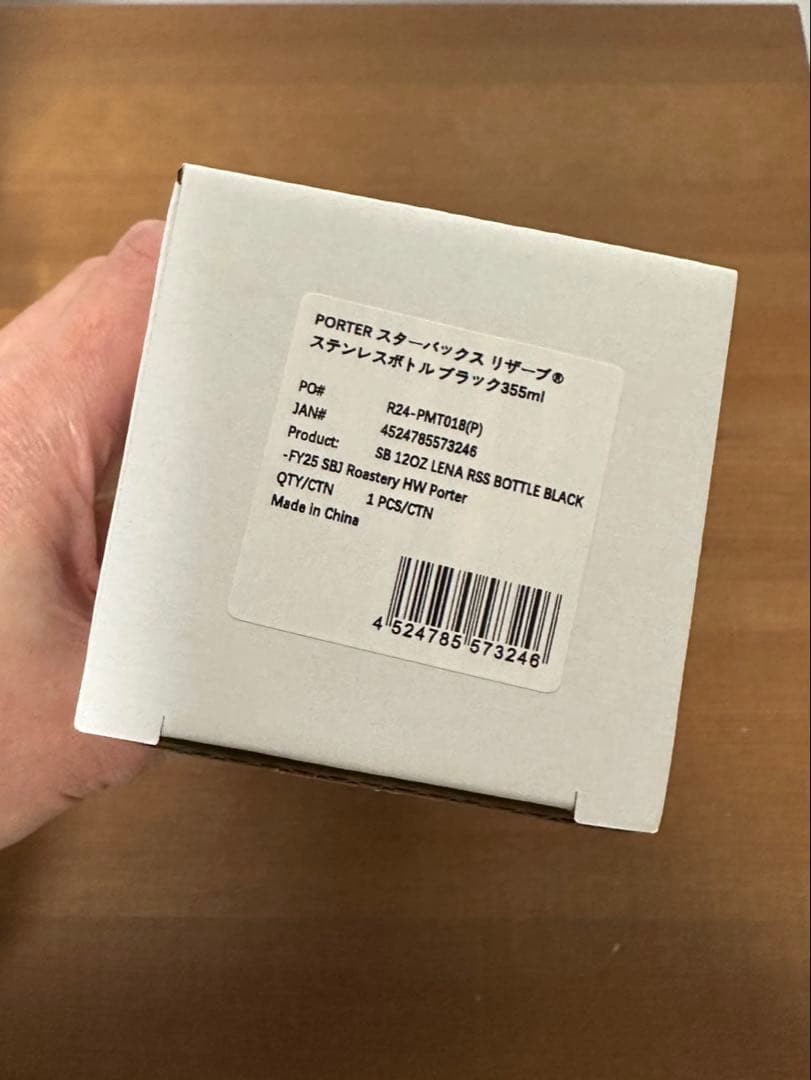 PORTER スターバックス リザーブ®
ステンレスボトル ブラック355ml
PO# R24-PMT018(P)
JAN# 4524785573246
Product: SB 12OZ LENA RSS BOTTLE BLACK
-FY25 SBJ Roastery HW Porter
QTY/CTN 1 PCS/CTN
Made in China
4 524785 573246